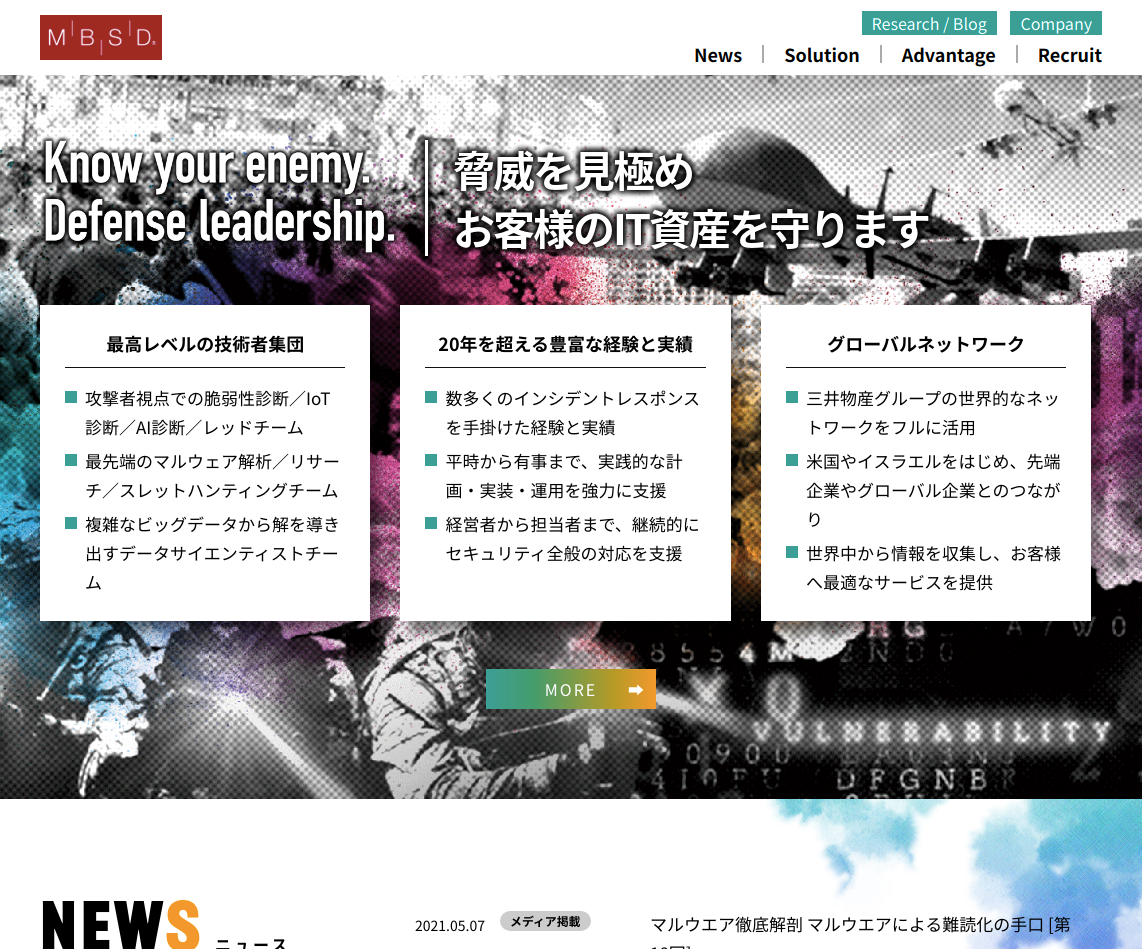 MBSD
Research / Blog
Company
News
Solution
Advantage
Recruit
Know your enemy.
Defense leadership.
脅威を見極め
お客様のIT資産を守ります
最高レベルの技術者集団
攻撃者視点での脆弱性診断／IoT
診断／AI診断／レッドチーム
最先端のマルウェア解析／リサー
チ／スレットハンティングチーム
複雑なビッグデータから解を導き
出すデータサイエンティストチー
ム
20年を超える豊富な経験と実績
数多くのインシデントレスポンス
を手掛けた経験と実績
平時から有事まで、実践的な計
画・実装・運用を強力に支援
経営者から担当者まで、継続的に
セキュリティ全般の対応を支援
グローバルネットワーク
三井物産グループの世界的なネッ
トワークをフルに活用
米国やイスラエルをはじめ、先端
企業やグローバル企業とのつなが
り
世界中から情報を収集し、お客様
へ最適なサービスを提供
MORE
VULNERABILITY
DFGNB
NEWS
ニュース
2021.05.07
メディア掲載
マルウエア徹底解剖 マルウエアによる難読化の手口 [第